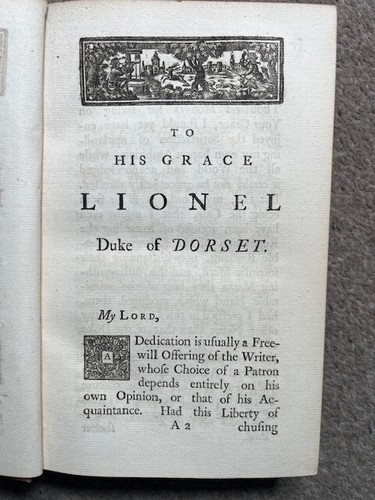 TO
HIS GRACE
LIONEL
Duke of DORSET.
My LORD,
A Dedication is usually a Free-
will Offering of the Writer,
whose Choice of a Patron
depends entirely on his
own Opinion, or that of his Ac-
quaintance. Had this Liberty of
A 2 chusing